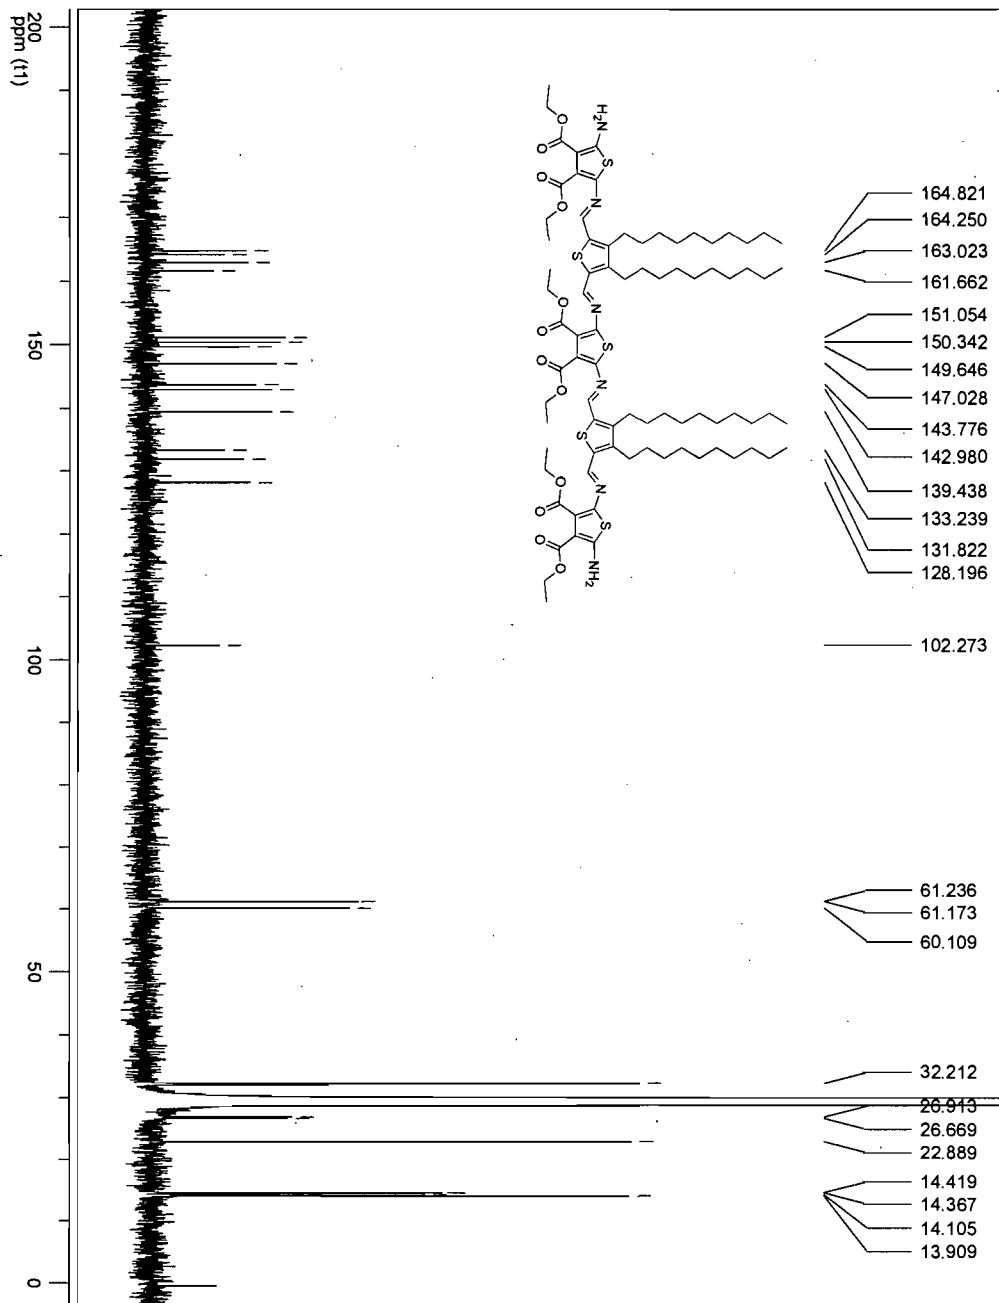 164.821
164.250
163.023
161.662
151.054
150.342
149.646
147.028
143.776
142.980
139.438
133.239
131.822
128.196
102.273
61.236
61.173
60.109
32.212
26.913
26.669
22.889
14.419
14.367
14.105
13.909
200
150
100
50
0
ppm (t1)
H₂N
S
N
N
S
N
N
S
N
N
S
N
N
S
NH₂
O
O
O
O
O
O
O
O
O
O
O
O